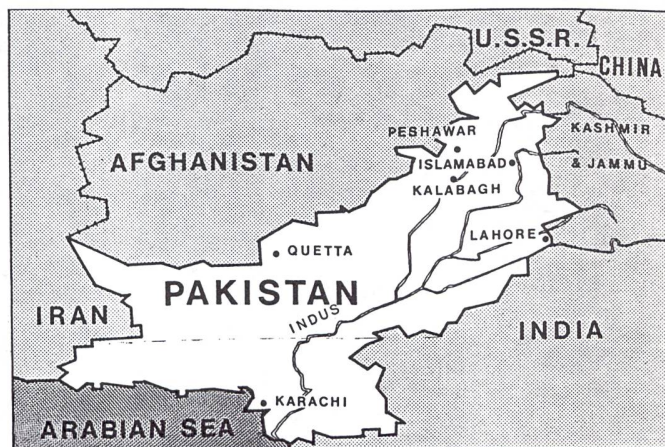 U.S.S.R.
CHINA
PESHAWAR
KASHMIR
AFGHANISTAN
ISLAMABAD
& JAMMU
KALABAGH
LAHORE
QUETTA
PAKISTAN
IRAN
INDUS
INDIA
KARACHI
ARABIAN SEA